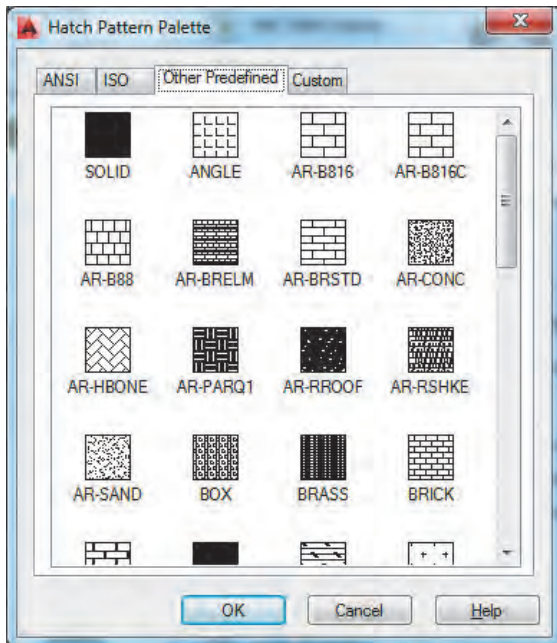 Hatch Pattern Palette
ANSI ISO Other Predefined Custom
SOLID ANGLE AR-B816 AR-B816C
AR-B88 AR-BRELM AR-BRSTD AR-CONC
AR-HBONE AR-PARQ1 AR-RROOF AR-RSHKE
AR-SAND BOX BRASS BRICK
OK Cancel Help